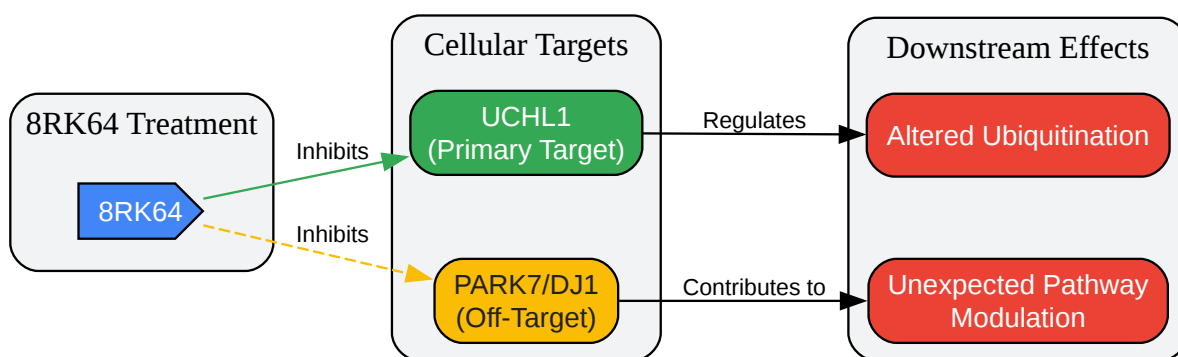 8RK64 Treatment
8RK64
Inhibits
Inhibits
Cellular Targets
UCHL1
(Primary Target)
PARK7/DJ1
(Off-Target)
Regulates
Contributes to
Downstream Effects
Altered Ubiquitination
Unexpected Pathway
Modulation